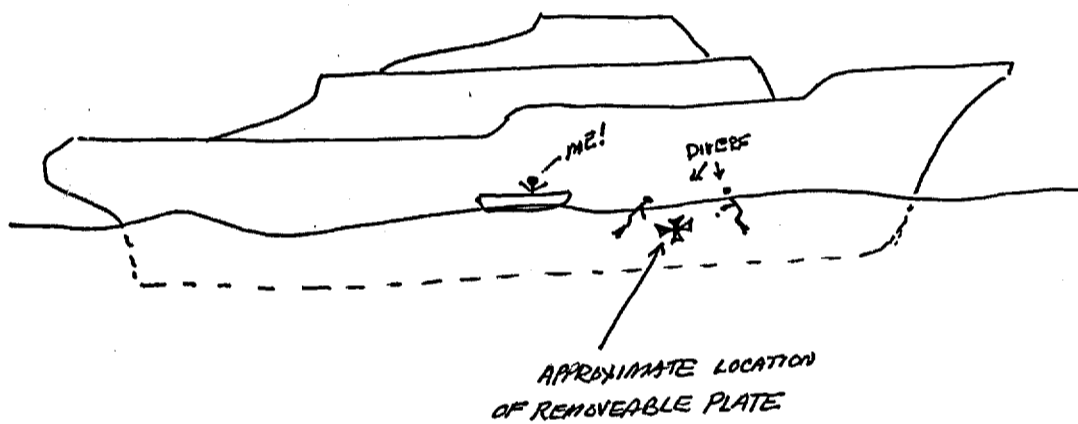 ME!
DIVERS
APPROXIMATE LOCATION
OF REMOVEABLE PLATE